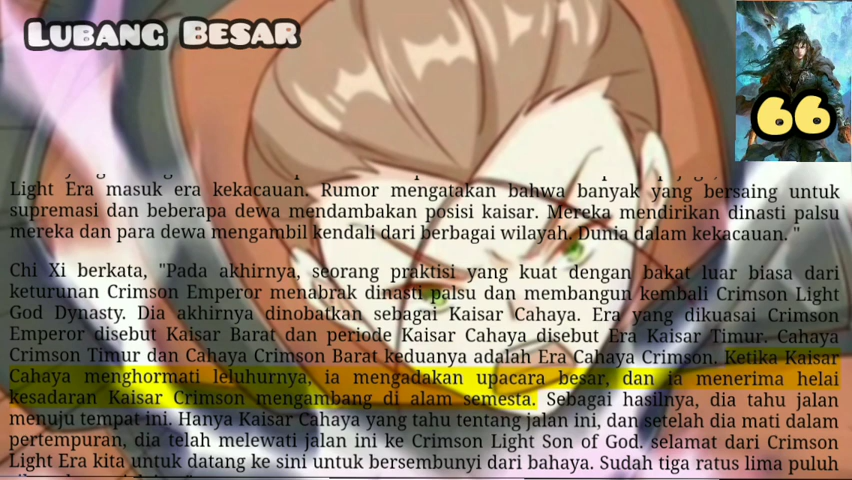 LUBANG BESAR
66
Light Era masuk era kekacauan. Rumor mengatakan bahwa banyak yang bersaing untuk
supremasi dan beberapa dewa mendambakan posisi kaisar. Mereka mendirikan dinasti palsu
mereka dan para dewa mengambil kendali dari berbagai wilayah. Dunia dalam kekacauan. "
Chi Xi berkata, "Pada akhirnya, seorang praktisi yang kuat dengan bakat luar biasa dari
keturunan Crimson Emperor menabrak dinasti palsu dan membangun kembali Crimson Light
God Dynasty. Dia akhirnya dinobatkan sebagai Kaisar Cahaya. Era yang dikuasai Crimson
Emperor disebut Kaisar Barat dan periode Kaisar Cahaya disebut Era Kaisar Timur. Cahaya
Crimson Timur dan Cahaya Crimson Barat keduanya adalah Era Cahaya Crimson. Ketika Kaisar
Cahaya menghormati leluhurnya, ia mengadakan upacara besar, dan ia menerima helai
kesadaran Kaisar Crimson mengambang di alam semesta. Sebagai hasilnya, dia tahu jalan
menuju tempat ini. Hanya Kaisar Cahaya yang tahu tentang jalan ini, dan setelah dia mati dalam
pertempuran, dia telah melewati jalan ini ke Crimson Light Son of God. selamat dari Crimson
Light Era kita untuk datang ke sini untuk bersembunyi dari bahaya. Sudah tiga ratus lima puluh